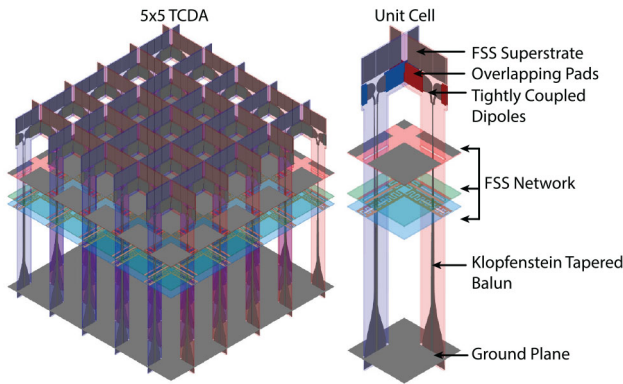 5x5 TCDA
Unit Cell
FSS Superstrate
Overlapping Pads
Tightly Coupled
Dipoles
FSS Network
Klopfenstein Tapered
Balun
Ground Plane